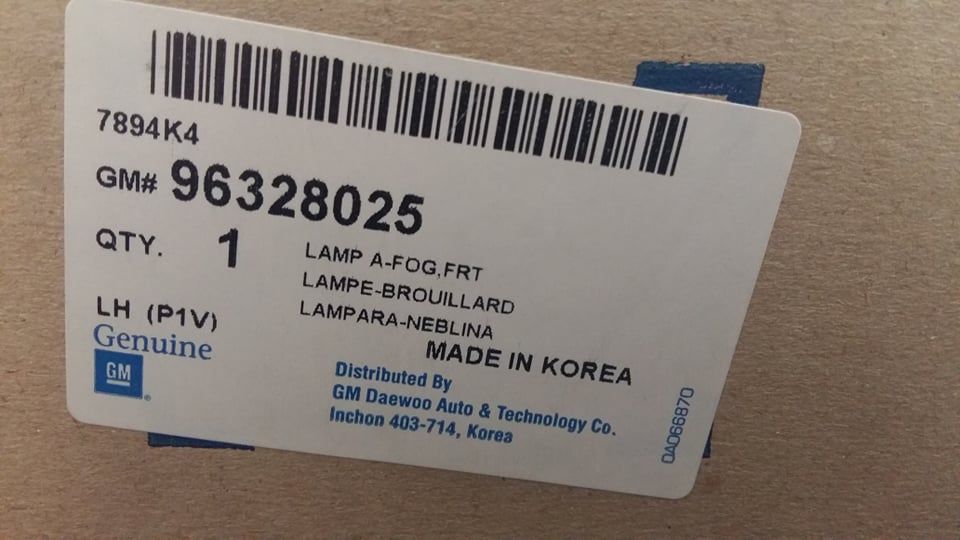 7894K4
GM# 96328025
QTY. 1
LAMP A-FOG,FRT
LAMPE-BROUILLARD
LAMPARA-NEBLINA
LH (P1V)
MADE IN KOREA
Genuine
GM
Distributed By
GM Daewoo Auto & Technology Co.
Inchon 403-714, Korea
OA066870